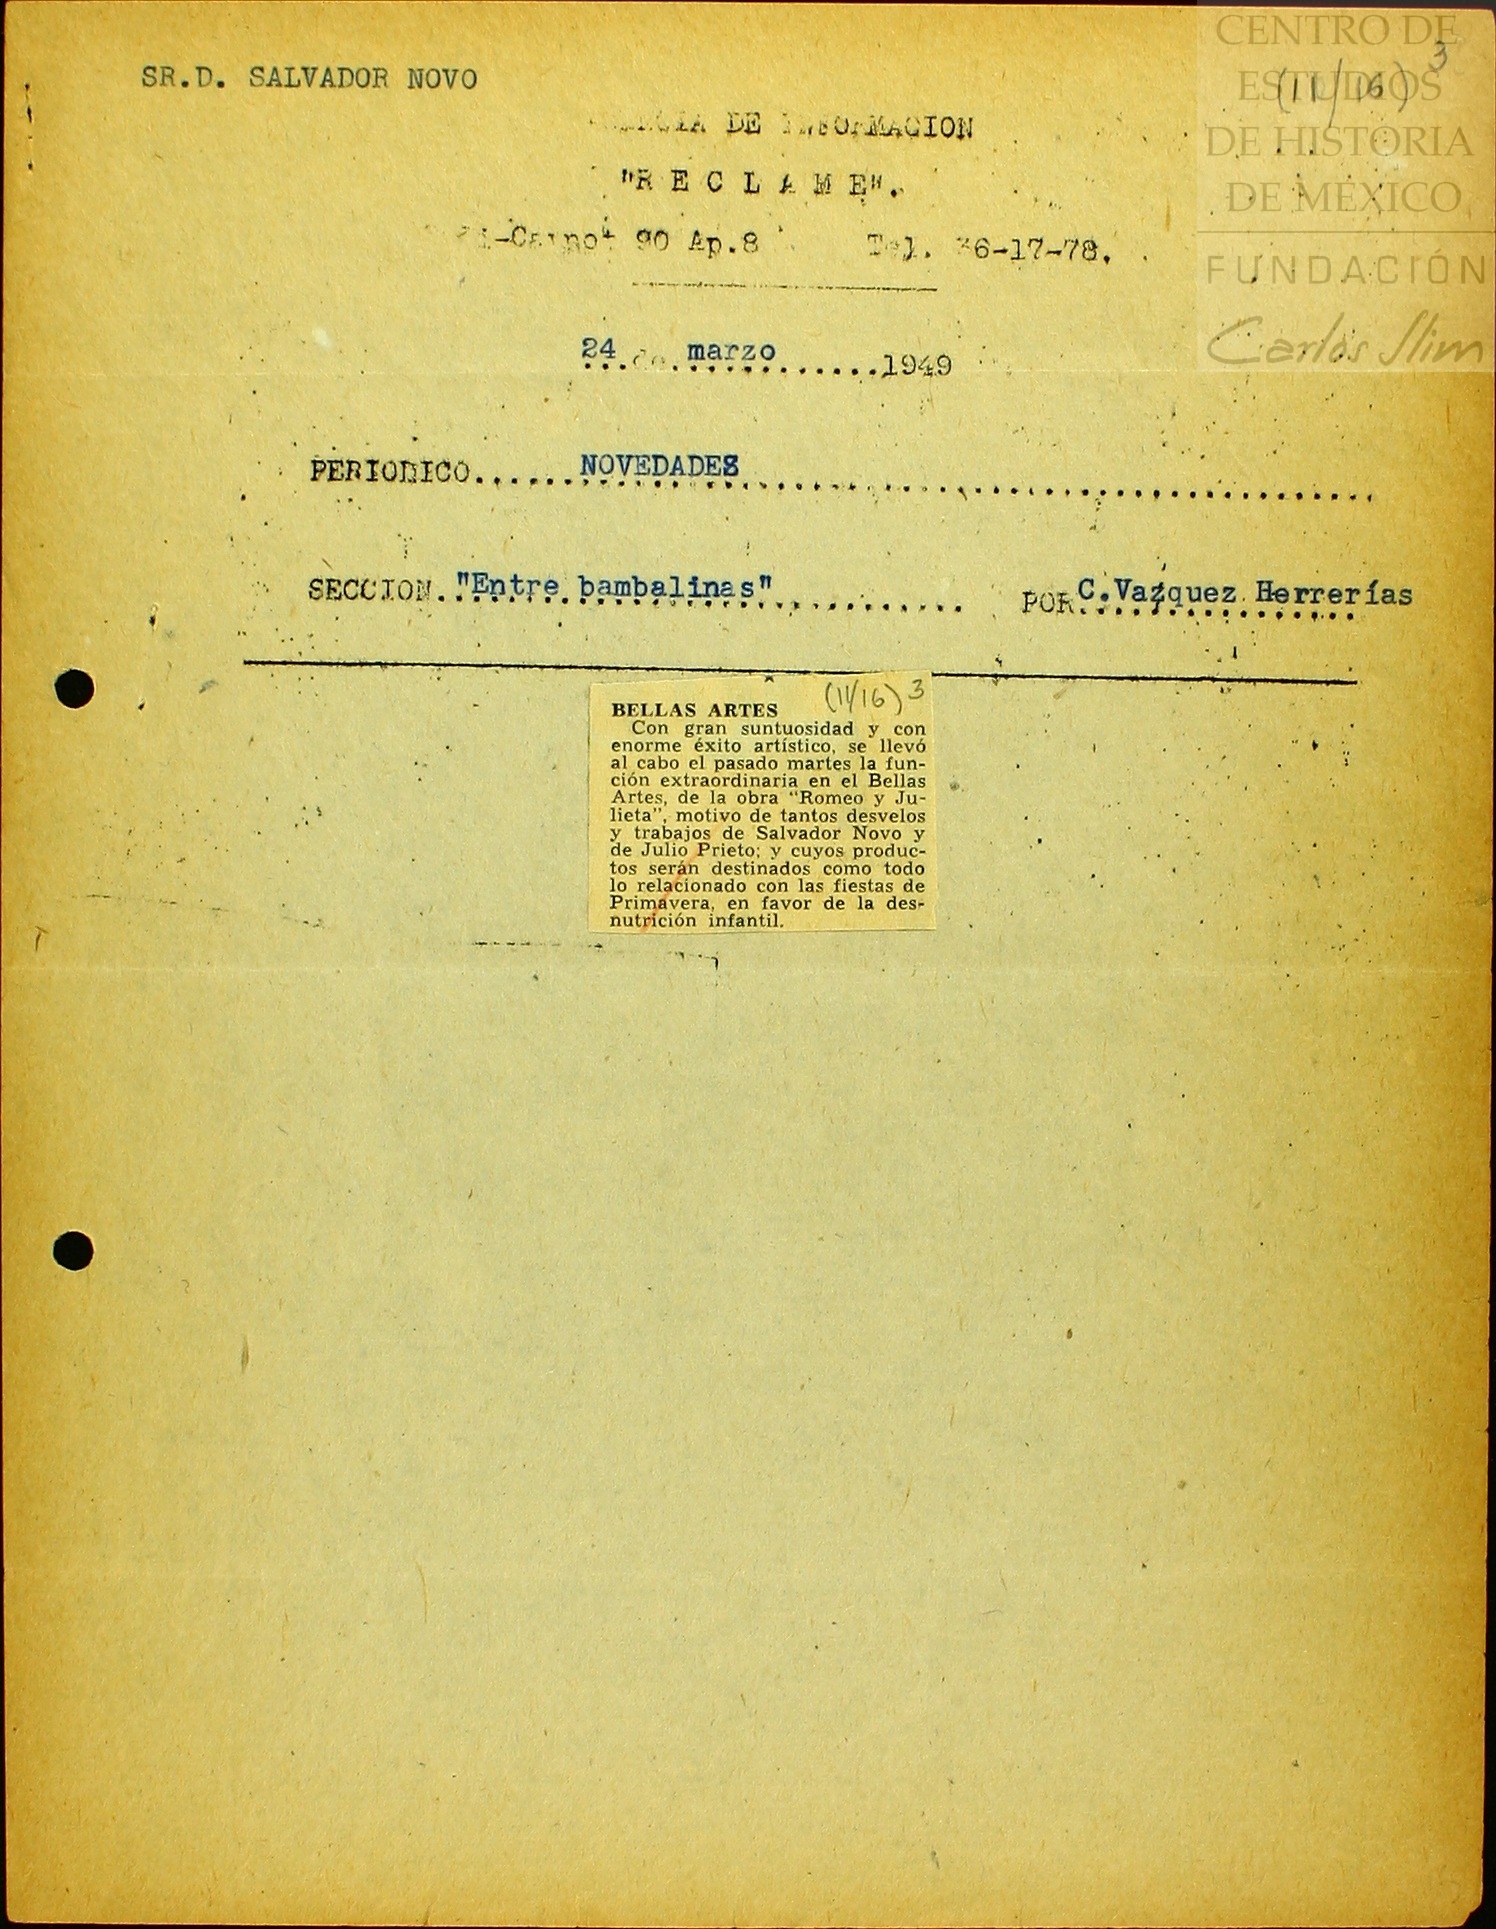 CENTRO DE
ESTUDIOS
DE HISTORIA
DE MÉXICO
FUNDACIÓN
Carlos Slim
3
(11/16)
SR.D. SALVADOR NOVO
DE INFORMACION
"R E C L A M E".
90 Ap.8 Tel. 36-17-78.
24 de marzo 1949
PERIODICO......NOVEDADES
SECCION.."Entre bambalinas" POR C.Vazquez Herrerías
(11/16) 3
BELLAS ARTES
Con gran suntuosidad y con
enorme éxito artístico, se llevó
al cabo el pasado martes la fun-
ción extraordinaria en el Bellas
Artes, de la obra "Romeo y Ju-
lieta", motivo de tantos desvelos
y trabajos de Salvador Novo y
de Julio Prieto; y cuyos produc-
tos serán destinados como todo
lo relacionado con las fiestas de
Primavera, en favor de la des-
nutrición infantil.